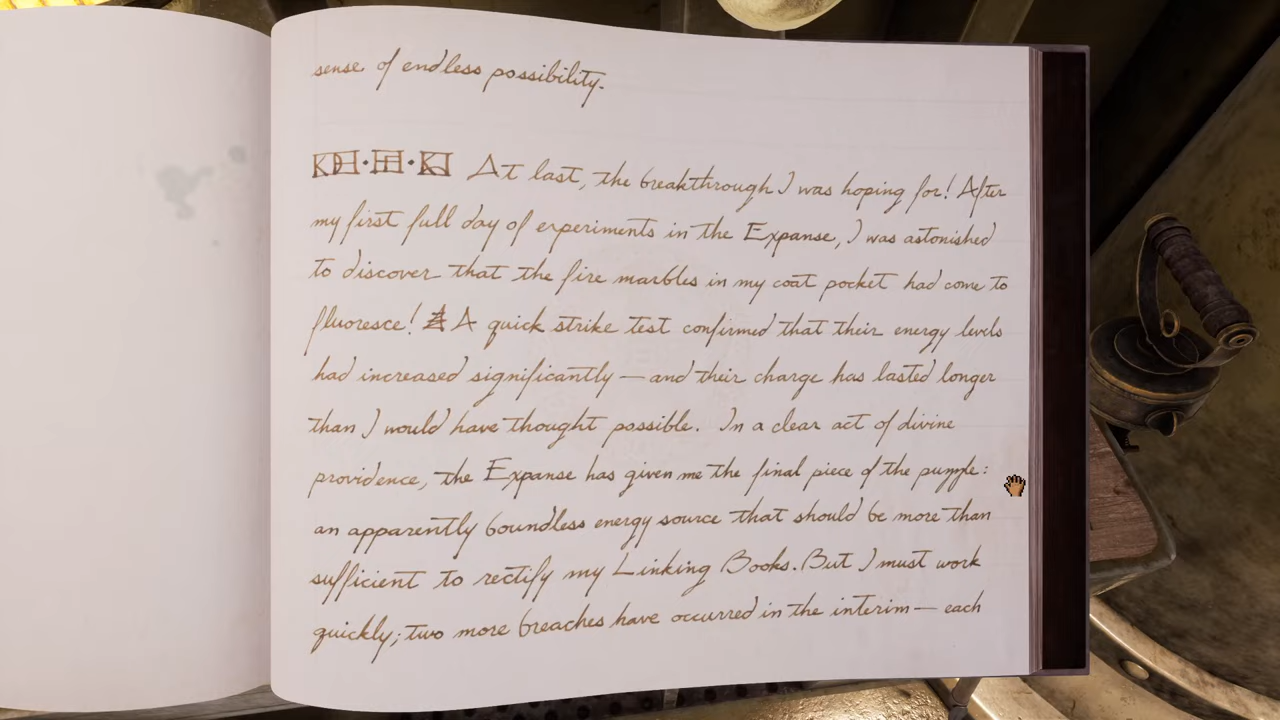 sense of endless possibility.
At last, the breakthrough I was hoping for! After
my first full day of experiments in the Expanse, I was astonished
to discover that the fire marbles in my coat pocket had come to
fluoresce! A quick strike test confirmed that their energy levels
had increased significantly — and their charge has lasted longer
than I would have thought possible. In a clear act of divine
providence, the Expanse has given me the final piece of the puzzle:
an apparently boundless energy source that should be more than
sufficient to rectify my Linking Books. But I must work
quickly; two more breaches have occurred in the interim — each